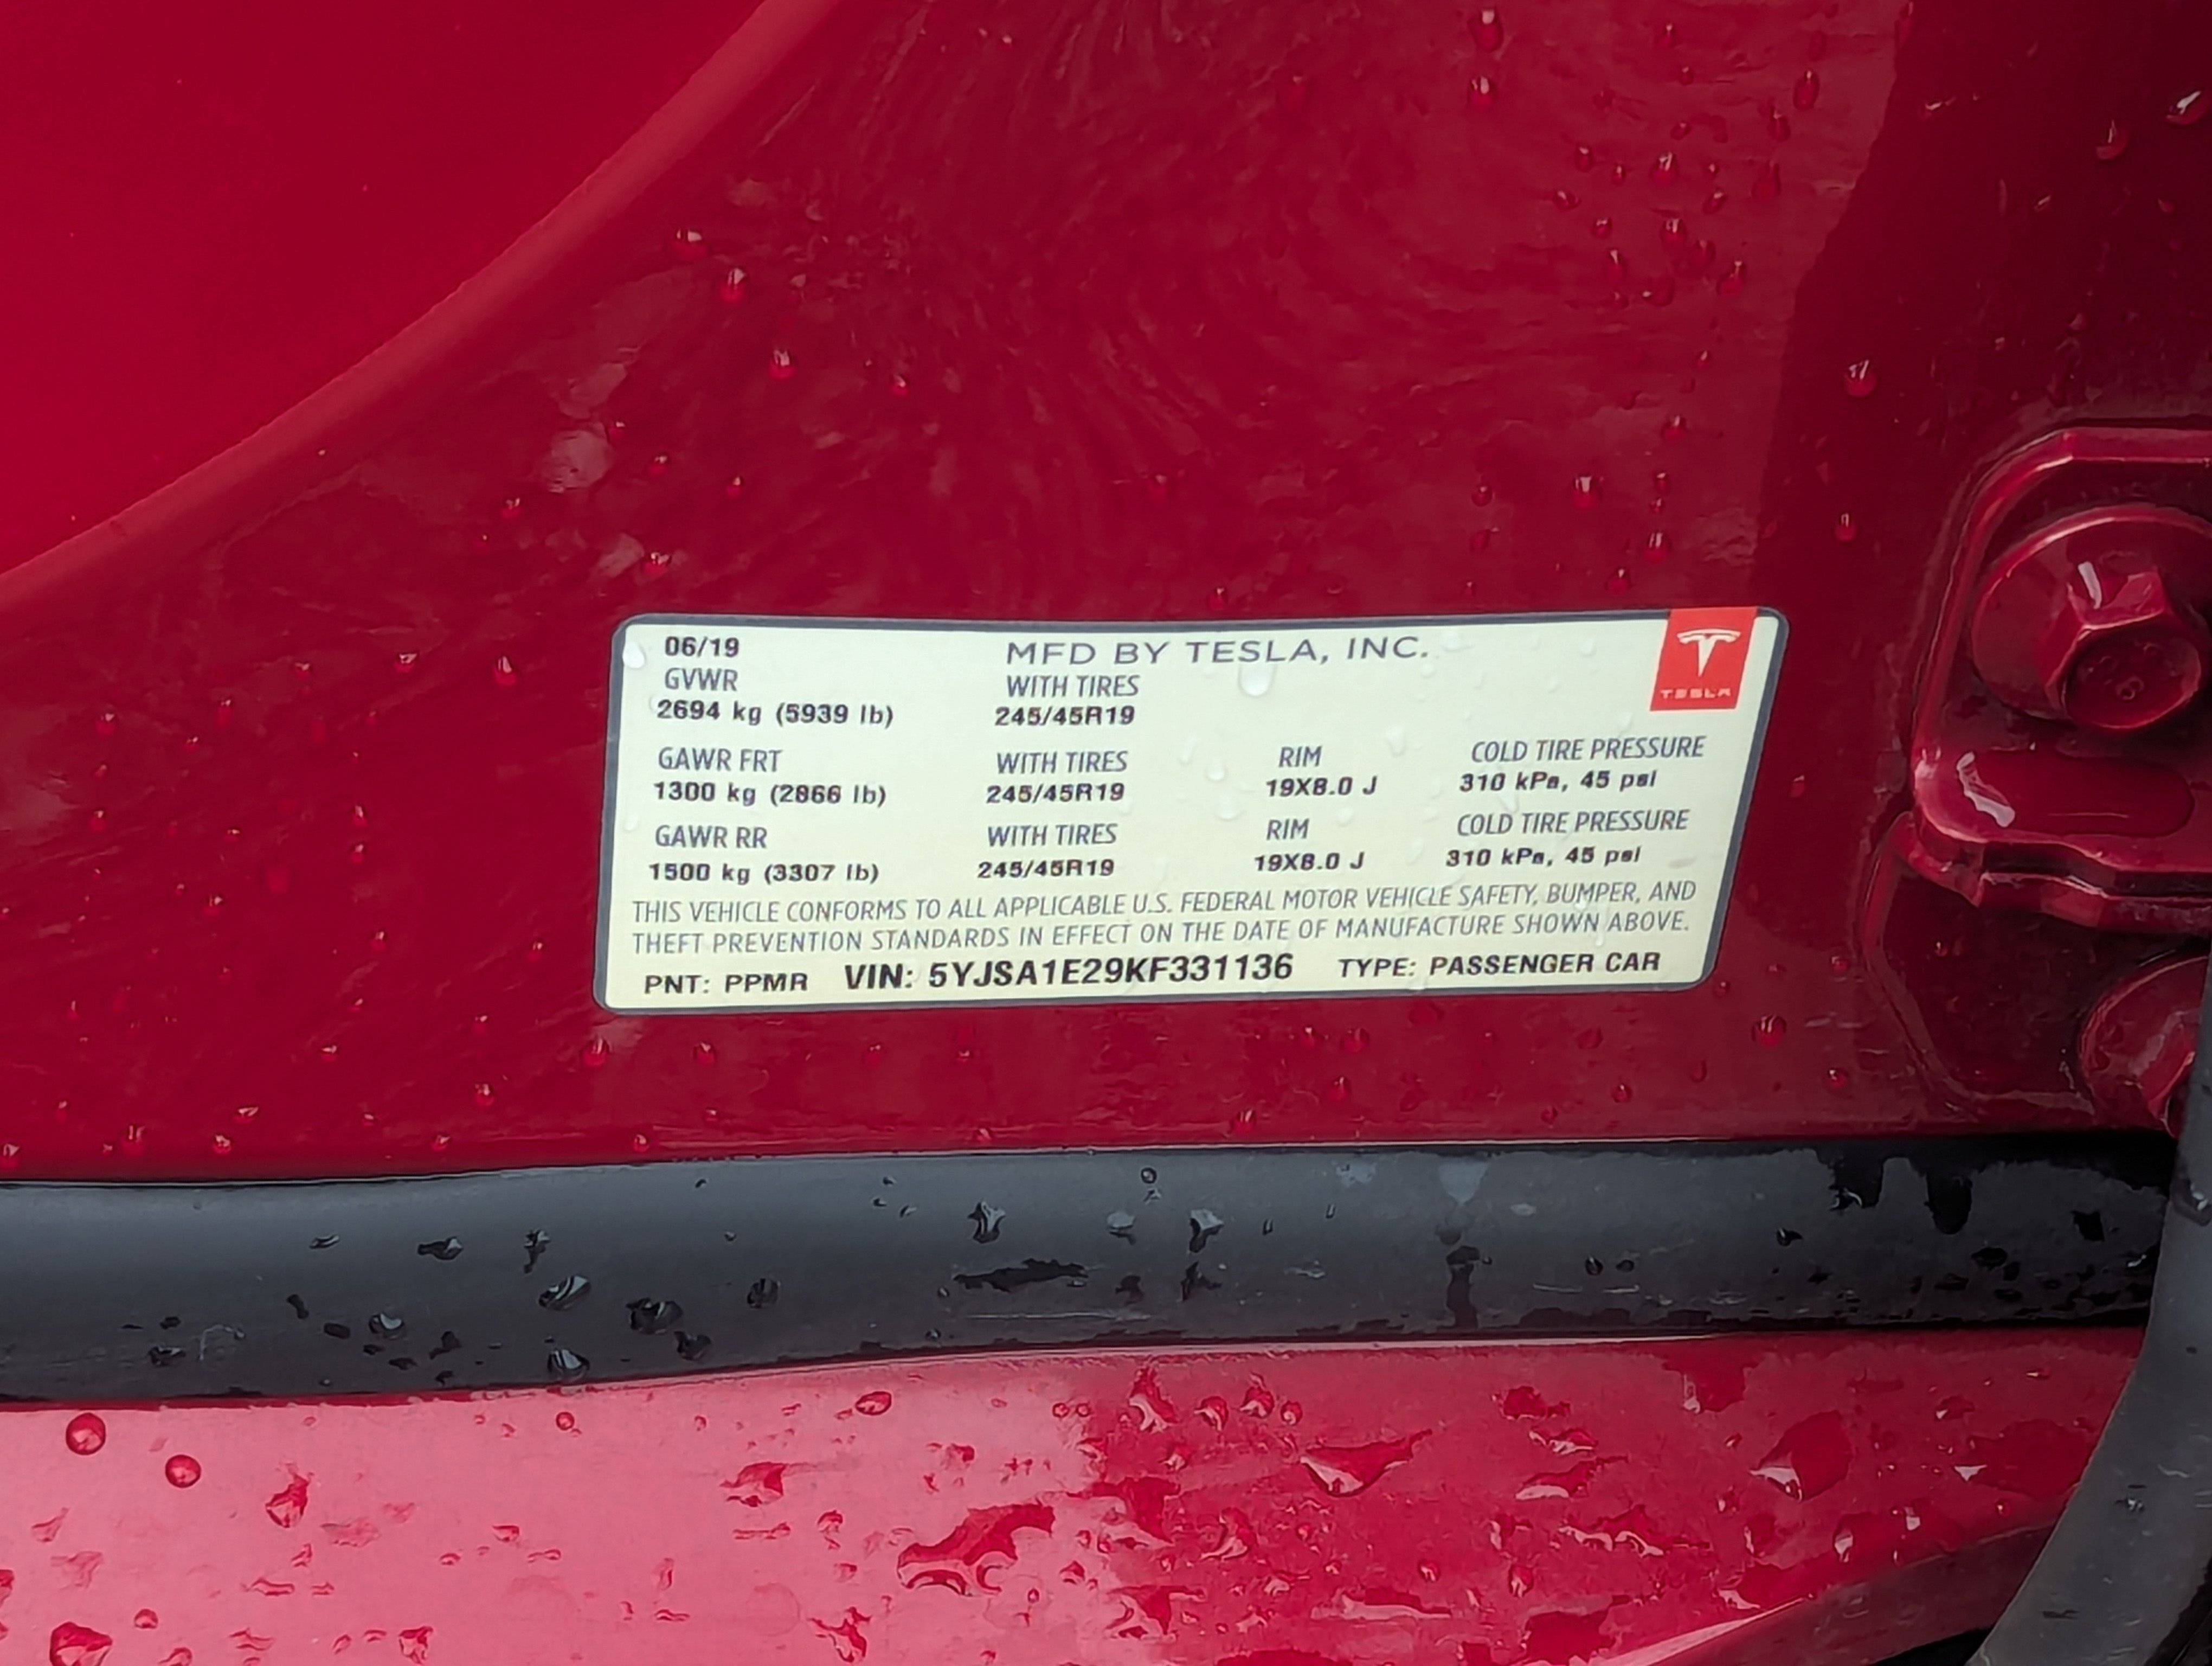 06/19 MFD BY TESLA, INC. TESLA
GVWR WITH TIRES
2694 kg (5939 lb) 245/45R19
GAWR FRT WITH TIRES RIM COLD TIRE PRESSURE
1300 kg (2866 lb) 245/45R19 19X8.0 J 310 kPa, 45 psi
GAWR RR WITH TIRES RIM COLD TIRE PRESSURE
1500 kg (3307 lb) 245/45R19 19X8.0 J 310 kPa, 45 psi
THIS VEHICLE CONFORMS TO ALL APPLICABLE U.S. FEDERAL MOTOR VEHICLE SAFETY, BUMPER, AND
THEFT PREVENTION STANDARDS IN EFFECT ON THE DATE OF MANUFACTURE SHOWN ABOVE.
PNT: PPMR VIN: 5YJSA1E29KF331136 TYPE: PASSENGER CAR